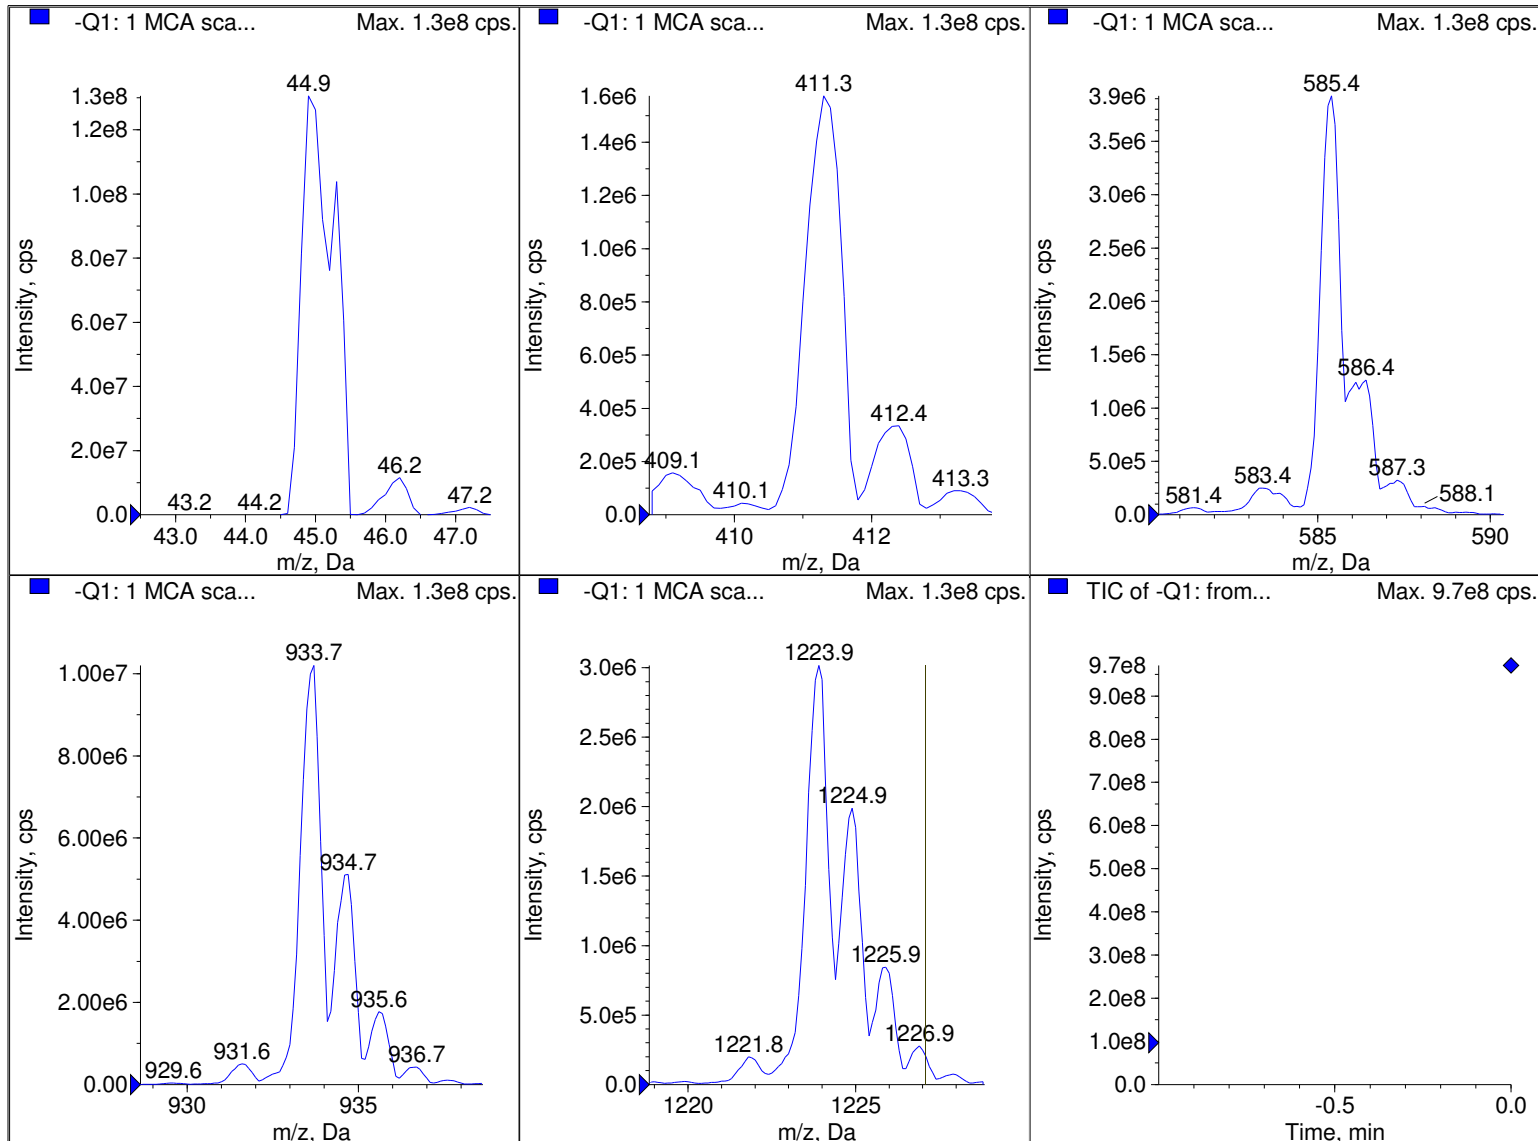 -Q1: 1 MCA sca... Max. 1.3e8 cps.
44.9
1.3e8
1.2e8
1.0e8
8.0e7
6.0e7
4.0e7
2.0e7
0.0
46.2
43.2 44.2 47.2
43.0 44.0 45.0 46.0 47.0
m/z, Da
Intensity, cps
-Q1: 1 MCA sca... Max. 1.3e8 cps.
411.3
1.6e6
1.4e6
1.2e6
1.0e6
8.0e5
6.0e5
4.0e5
2.0e5
0.0
412.4
409.1
410.1 413.3
410 412
m/z, Da
Intensity, cps
-Q1: 1 MCA sca... Max. 1.3e8 cps.
585.4
3.9e6
3.5e6
3.0e6
2.5e6
2.0e6
1.5e6
1.0e6
5.0e5
0.0
586.4
583.4 587.3
581.4 588.1
585 590
m/z, Da
Intensity, cps
-Q1: 1 MCA sca... Max. 1.3e8 cps.
933.7
1.00e7
8.00e6
6.00e6
4.00e6
2.00e6
0.00
934.7
935.6
929.6 931.6 936.7
930 935
m/z, Da
Intensity, cps
-Q1: 1 MCA sca... Max. 1.3e8 cps.
1223.9
3.0e6
2.5e6
2.0e6
1.5e6
1.0e6
5.0e5
0.0
1224.9
1225.9
1226.9
1221.8
1220 1225
m/z, Da
Intensity, cps
TIC of -Q1: from... Max. 9.7e8 cps.
9.7e8
9.0e8
8.0e8
7.0e8
6.0e8
5.0e8
4.0e8
3.0e8
2.0e8
1.0e8
0.0
-0.5 0.0
Time, min
Intensity, cps